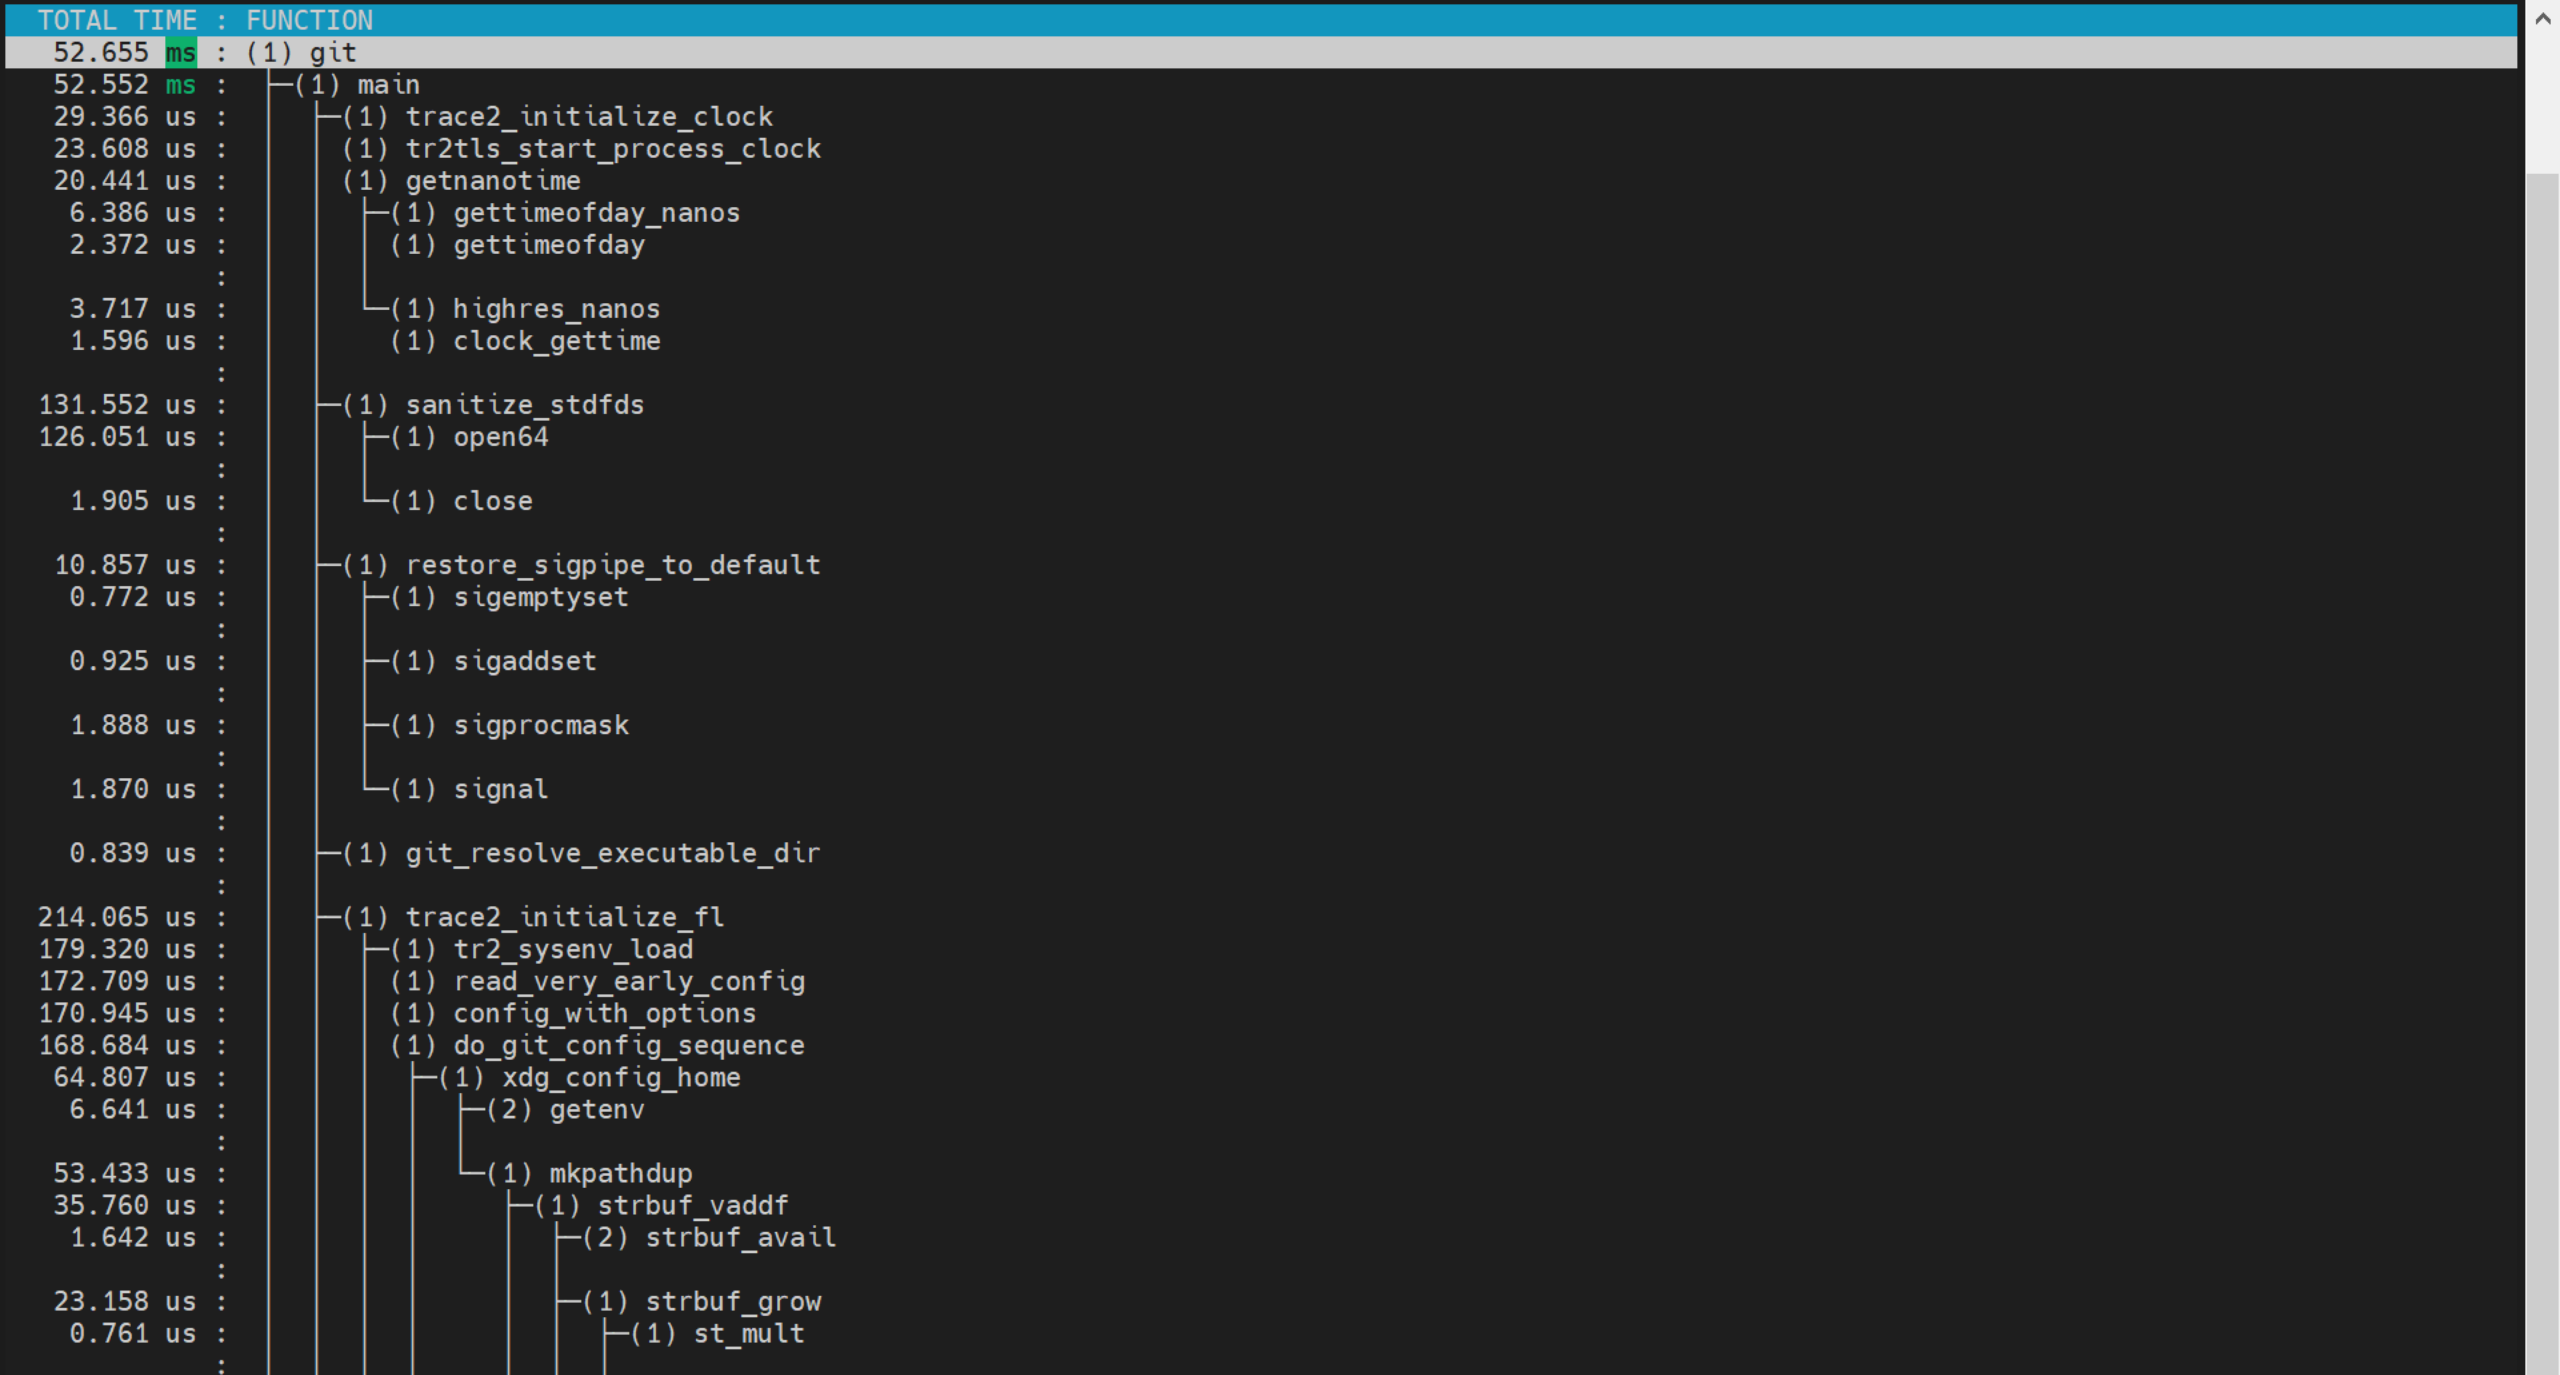 TOTAL TIME : FUNCTION
52.655 ms : (1) git
52.552 ms : (1) main
29.366 us : (1) trace2_initialize_clock
23.608 us : (1) tr2tls_start_process_clock
20.441 us : (1) getnanotime
6.386 us : (1) gettimeofday_nanos
2.372 us : (1) gettimeofday
:
3.717 us : (1) highres_nanos
1.596 us : (1) clock_gettime
:
131.552 us : (1) sanitize_stdfds
126.051 us : (1) open64
:
1.905 us : (1) close
:
10.857 us : (1) restore_sigpipe_to_default
0.772 us : (1) sigemptyset
:
0.925 us : (1) sigaddset
:
1.888 us : (1) sigprocmask
:
1.870 us : (1) signal
:
0.839 us : (1) git_resolve_executable_dir
:
214.065 us : (1) trace2_initialize_fl
179.320 us : (1) tr2_sysenv_load
172.709 us : (1) read_very_early_config
170.945 us : (1) config_with_options
168.684 us : (1) do_git_config_sequence
64.807 us : (1) xdg_config_home
6.641 us : (2) getenv
:
53.433 us : (1) mkpathdup
35.760 us : (1) strbuf_vaddf
1.642 us : (2) strbuf_avail
:
23.158 us : (1) strbuf_grow
0.761 us : (1) st_mult
: